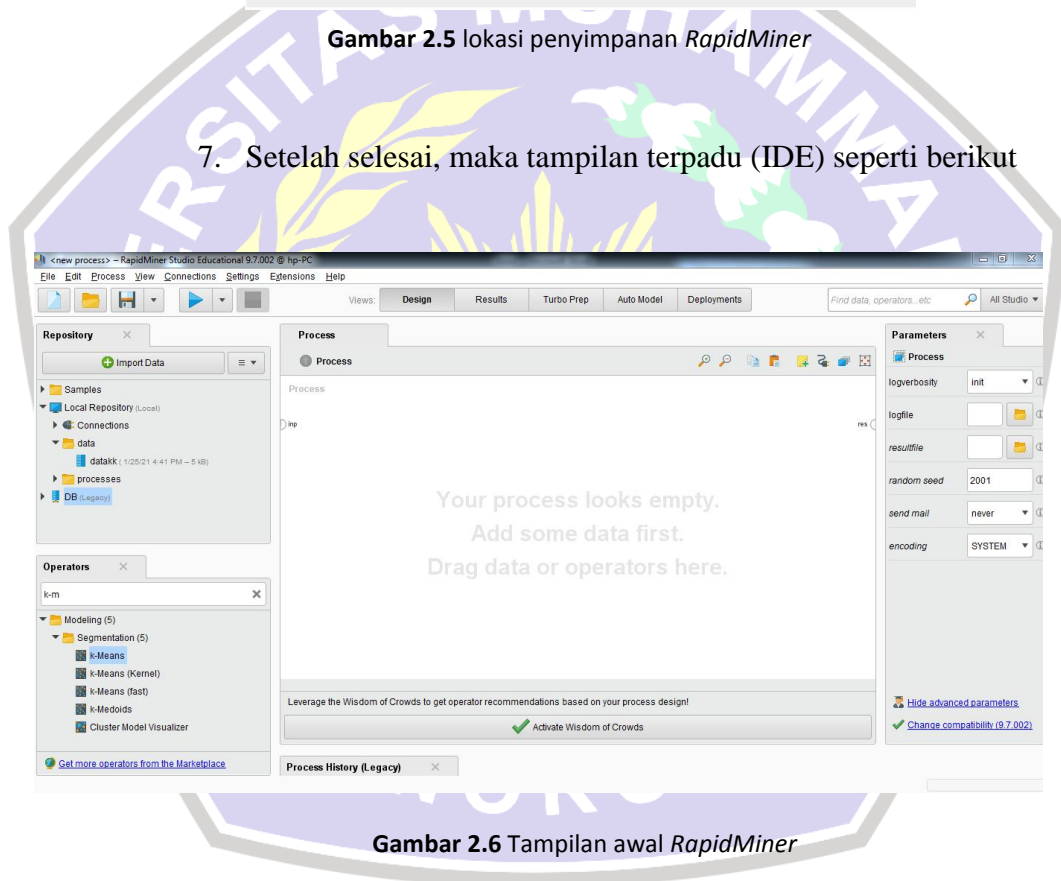 Gambar 2.5 lokasi penyimpanan RapidMiner
ERSITAS MUHAMMA
7. Setelah selesai, maka tampilan terpadu (IDE) seperti berikut
<new process> – RapidMiner Studio Educational 9.7.002 @ hp-PC
File Edit Process View Connections Settings Extensions Help
Views: Design Results Turbo Prep Auto Model Deployments Find data, operators...etc All Studio
Repository
Import Data
Samples
Local Repository (Local)
Connections
data
datakk (1/25/21 4:41 PM – 5 kB)
processes
DB (Legacy)
Operators
k-m
Modeling (5)
Segmentation (5)
k-Means
k-Means (Kernel)
k-Means (fast)
k-Medoids
Cluster Model Visualizer
Get more operators from the Marketplace
Process
Process
Process
inp res
Your process looks empty.
Add some data first.
Drag data or operators here.
Leverage the Wisdom of Crowds to get operator recommendations based on your process design!
Activate Wisdom of Crowds
Process History (Legacy)
Parameters
Process
logverbosity init
logfile
resultfile
random seed 2001
send mail never
encoding SYSTEM
Hide advanced parameters
Change compatibility (9.7.002)
Gambar 2.6 Tampilan awal RapidMiner